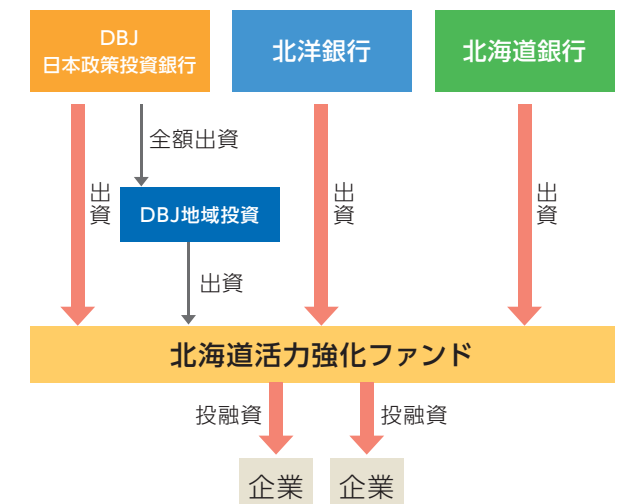 DBJ
日本政策投資銀行
北洋銀行
北海道銀行
全額出資
出資
DBJ地域投資
出資
出資
出資
北海道活力強化ファンド
投融資
投融資
企業
企業